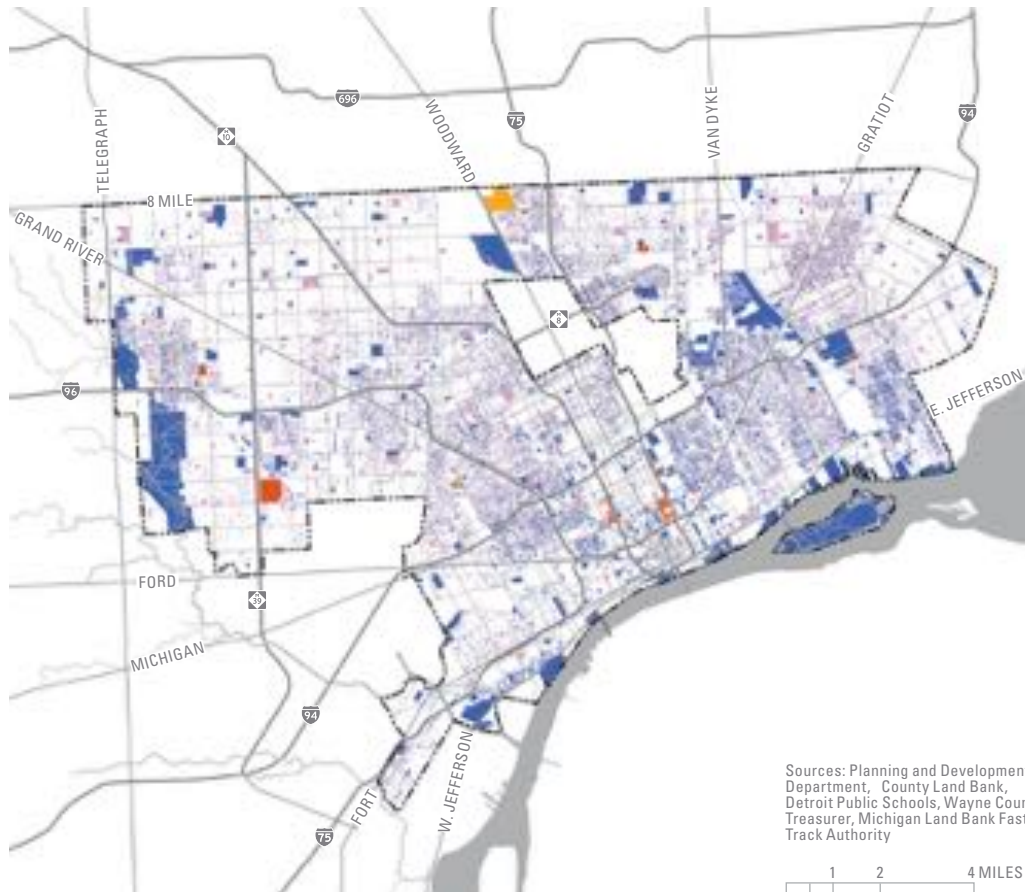 696
75
94
10
TELEGRAPH
WOODWARD
VAN DYKE
GRATIOT
8 MILE
GRAND RIVER
8
96
E. JEFFERSON
FORD
39
MICHIGAN
94
W. JEFFERSON
FORT
75
Sources: Planning and Developmen
Department, County Land Bank,
Detroit Public Schools, Wayne Coun
Treasurer, Michigan Land Bank Fast
Track Authority
1 2 4 MILES